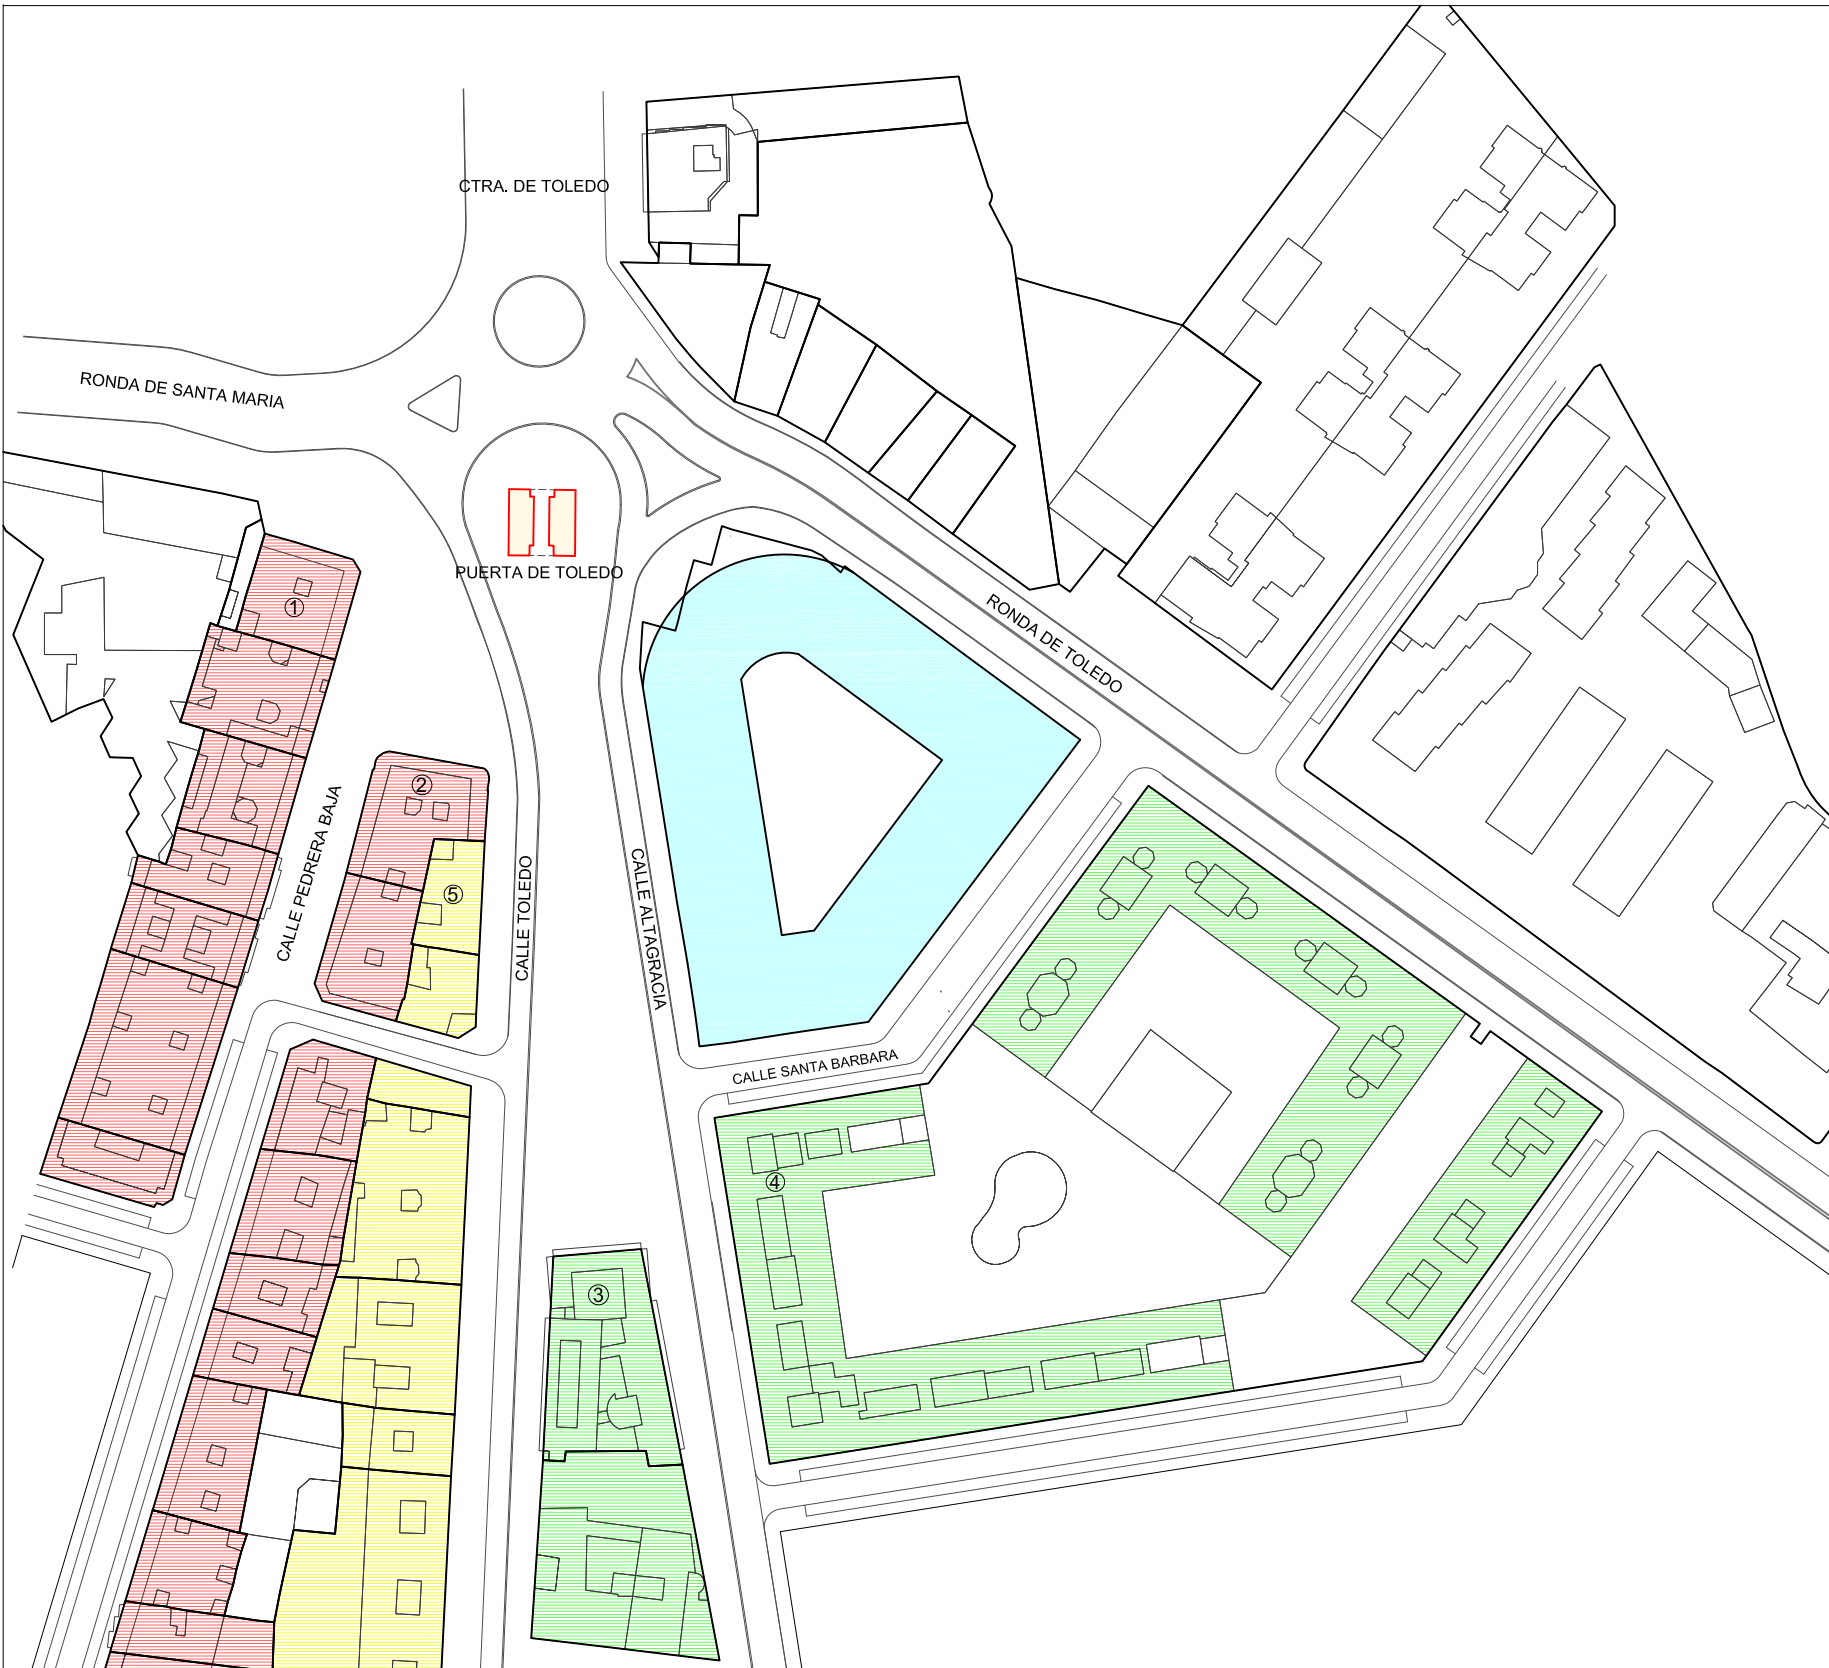 CTRA. DE TOLEDO
RONDA DE SANTA MARIA
PUERTA DE TOLEDO
RONDA DE TOLEDO
1
2
CALLE PEDRERA BAJA
5
CALLE TOLEDO
CALLE ALTAGRACIA
CALLE SANTA BARBARA
4
3